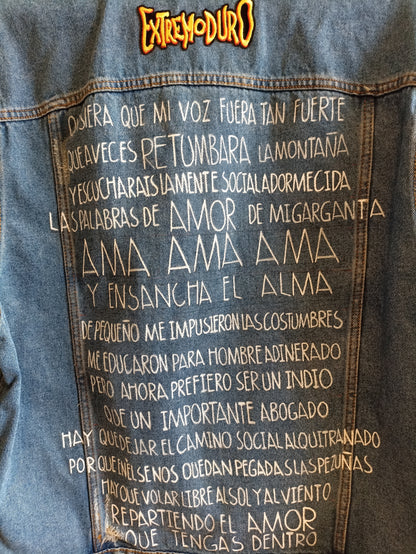 EXTREMODURO
QUISIERA QUE MI VOZ FUERA TAN FUERTE
QUE A VECES RETUMBARA LA MONTAÑA
Y ESCUCHARAIS LA MENTE SOCIAL ADORMECIDA
LAS PALABRAS DE AMOR DE MI GARGANTA
AMA AMA AMA
Y ENSANCHA EL ALMA
DE PEQUEÑO ME IMPUSIERON LAS COSTUMBRES
ME EDUCARON PARA HOMBRE ADINERADO
PERO AHORA PREFIERO SER UN INDIO
QUE UN IMPORTANTE ABOGADO
HAY QUE DEJAR EL CAMINO SOCIAL ALQUITRANADO
PORQUE EN ÉL SE NOS QUEDAN PEGADAS LAS PEZUÑAS
HAY QUE VOLAR LIBRE AL SOL Y AL VIENTO
REPARTIENDO EL AMOR
QUE TENGAS DENTRO